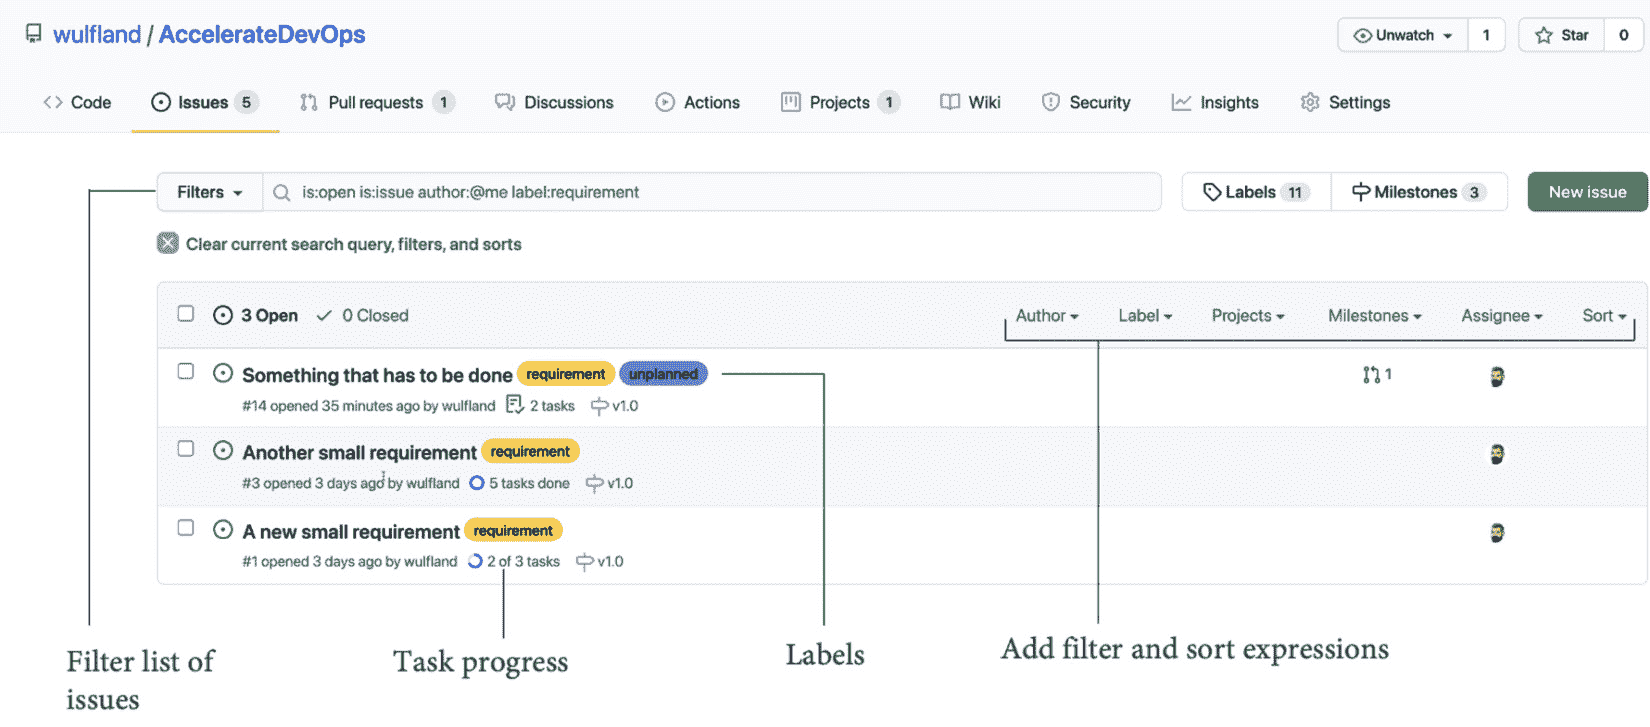 wulfland / AccelerateDevOps
Unwatch 1
Star 0
Code
Issues 5
Pull requests 1
Discussions
Actions
Projects 1
Wiki
Security
Insights
Settings
Filters
is:open is:issue author:@me label:requirement
Labels 11
Milestones 3
New issue
Clear current search query, filters, and sorts
3 Open
0 Closed
Author
Label
Projects
Milestones
Assignee
Sort
Something that has to be done requirement unplanned
1
#14 opened 35 minutes ago by wulfland 2 tasks v1.0
Another small requirement requirement
#3 opened 3 days ago by wulfland 5 tasks done v1.0
A new small requirement requirement
#1 opened 3 days ago by wulfland 2 of 3 tasks v1.0
Filter list of
issues
Task progress
Labels
Add filter and sort expressions